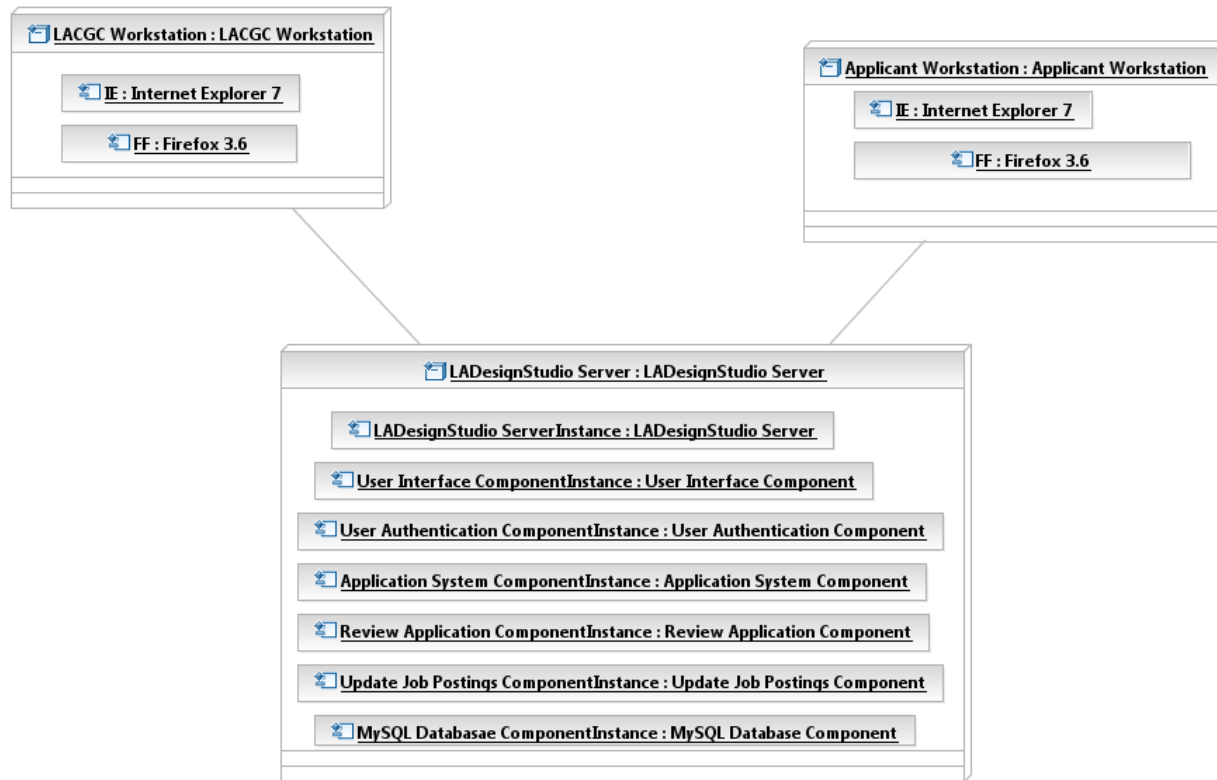 LACGC Workstation : LACGC Workstation
IE : Internet Explorer 7
FF : Firefox 3.6
Applicant Workstation : Applicant Workstation
IE : Internet Explorer 7
FF : Firefox 3.6
LADesignStudio Server : LADesignStudio Server
LADesignStudio ServerInstance : LADesignStudio Server
User Interface ComponentInstance : User Interface Component
User Authentication ComponentInstance : User Authentication Component
Application System ComponentInstance : Application System Component
Review Application ComponentInstance : Review Application Component
Update Job Postings ComponentInstance : Update Job Postings Component
MySQL Databasae ComponentInstance : MySQL Database Component